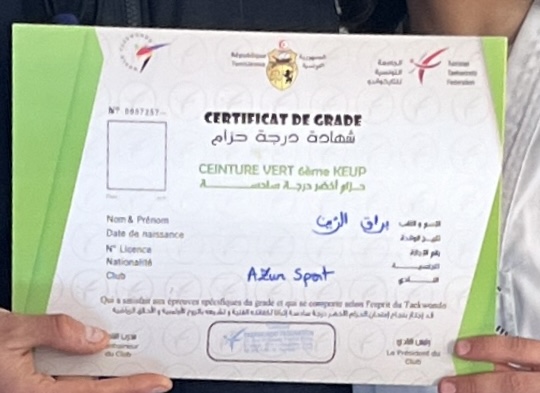 République
Tunisienne
الجمهورية
التونسية
الجامعة
التونسية
للتايكواندو
Tunisian
Taekwondo
Federation
CERTIFICAT DE GRADE
شهادة درجة حزام
CEINTURE VERT 6ème KEUP
حزام أخضر درجة سادسة
Nom & Prénom
براق الزين
الاسم و اللقب
Date de naissance
تاريخ الولادة
N° Licence
رقم الإجازة
Nationalité
الجنسية
Club
Azur Sport
النادي
Qui a satisfait aux épreuves spécifiques du grade et qui se comporte selon l'esprit du Taekwondo
du Club
رئيس النادي
Le Président du
Club